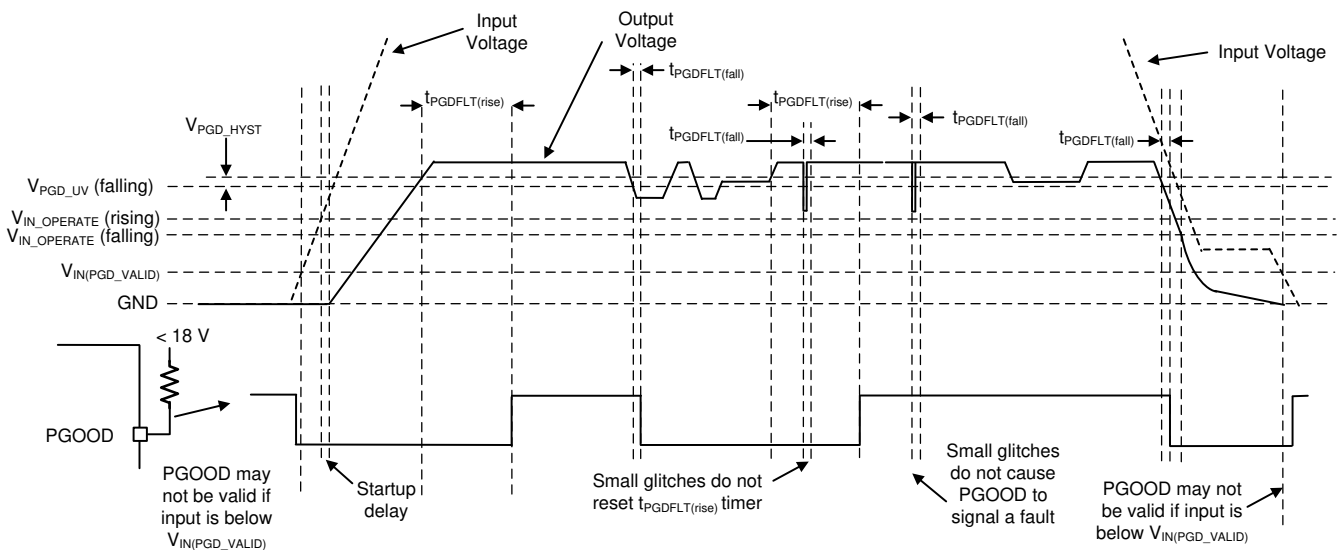 Input
Voltage
Output
Voltage
Input Voltage
tPGDFLT(fall)
tPGDFLT(rise)
tPGDFLT(rise)
tPGDFLT(fall)
tPGDFLT(fall)
tPGDFLT(fall)
VPGD_HYST
VPGD_UV (falling)
VIN_OPERATE (rising)
VIN_OPERATE (falling)
VIN(PGD_VALID)
GND
< 18 V
PGOOD
PGOOD may
not be valid if
input is below
VIN(PGD_VALID)
Startup
delay
Small glitches do not
reset tPGDFLT(rise) timer
Small glitches
do not cause
PGOOD to
signal a fault
PGOOD may not
be valid if input is
below VIN(PGD_VALID)